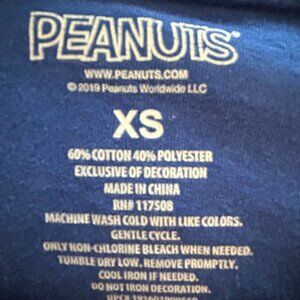 PEANUTS
WWW.PEANUTS.COM
© 2019 Peanuts Worldwide LLC
XS
60% COTTON 40% POLYESTER
EXCLUSIVE OF DECORATION
MADE IN CHINA
RN# 117508
MACHINE WASH COLD WITH LIKE COLORS.
GENTLE CYCLE.
ONLY NON-CHLORINE BLEACH WHEN NEEDED.
TUMBLE DRY LOW. REMOVE PROMPTLY.
COOL IRON IF NEEDED.
DO NOT IRON DECORATION.
UPC#